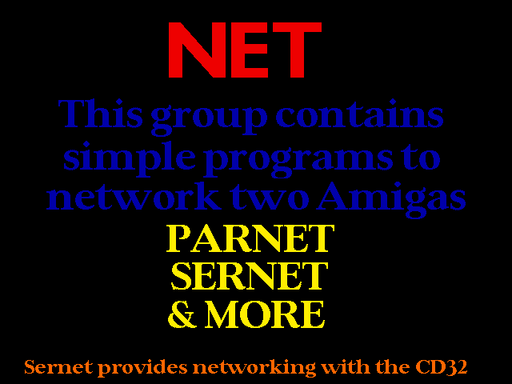 NET
This group contains
simple programs to
network two Amigas
PARNET
SERNET
& MORE
Sernet provides networking with the CD32